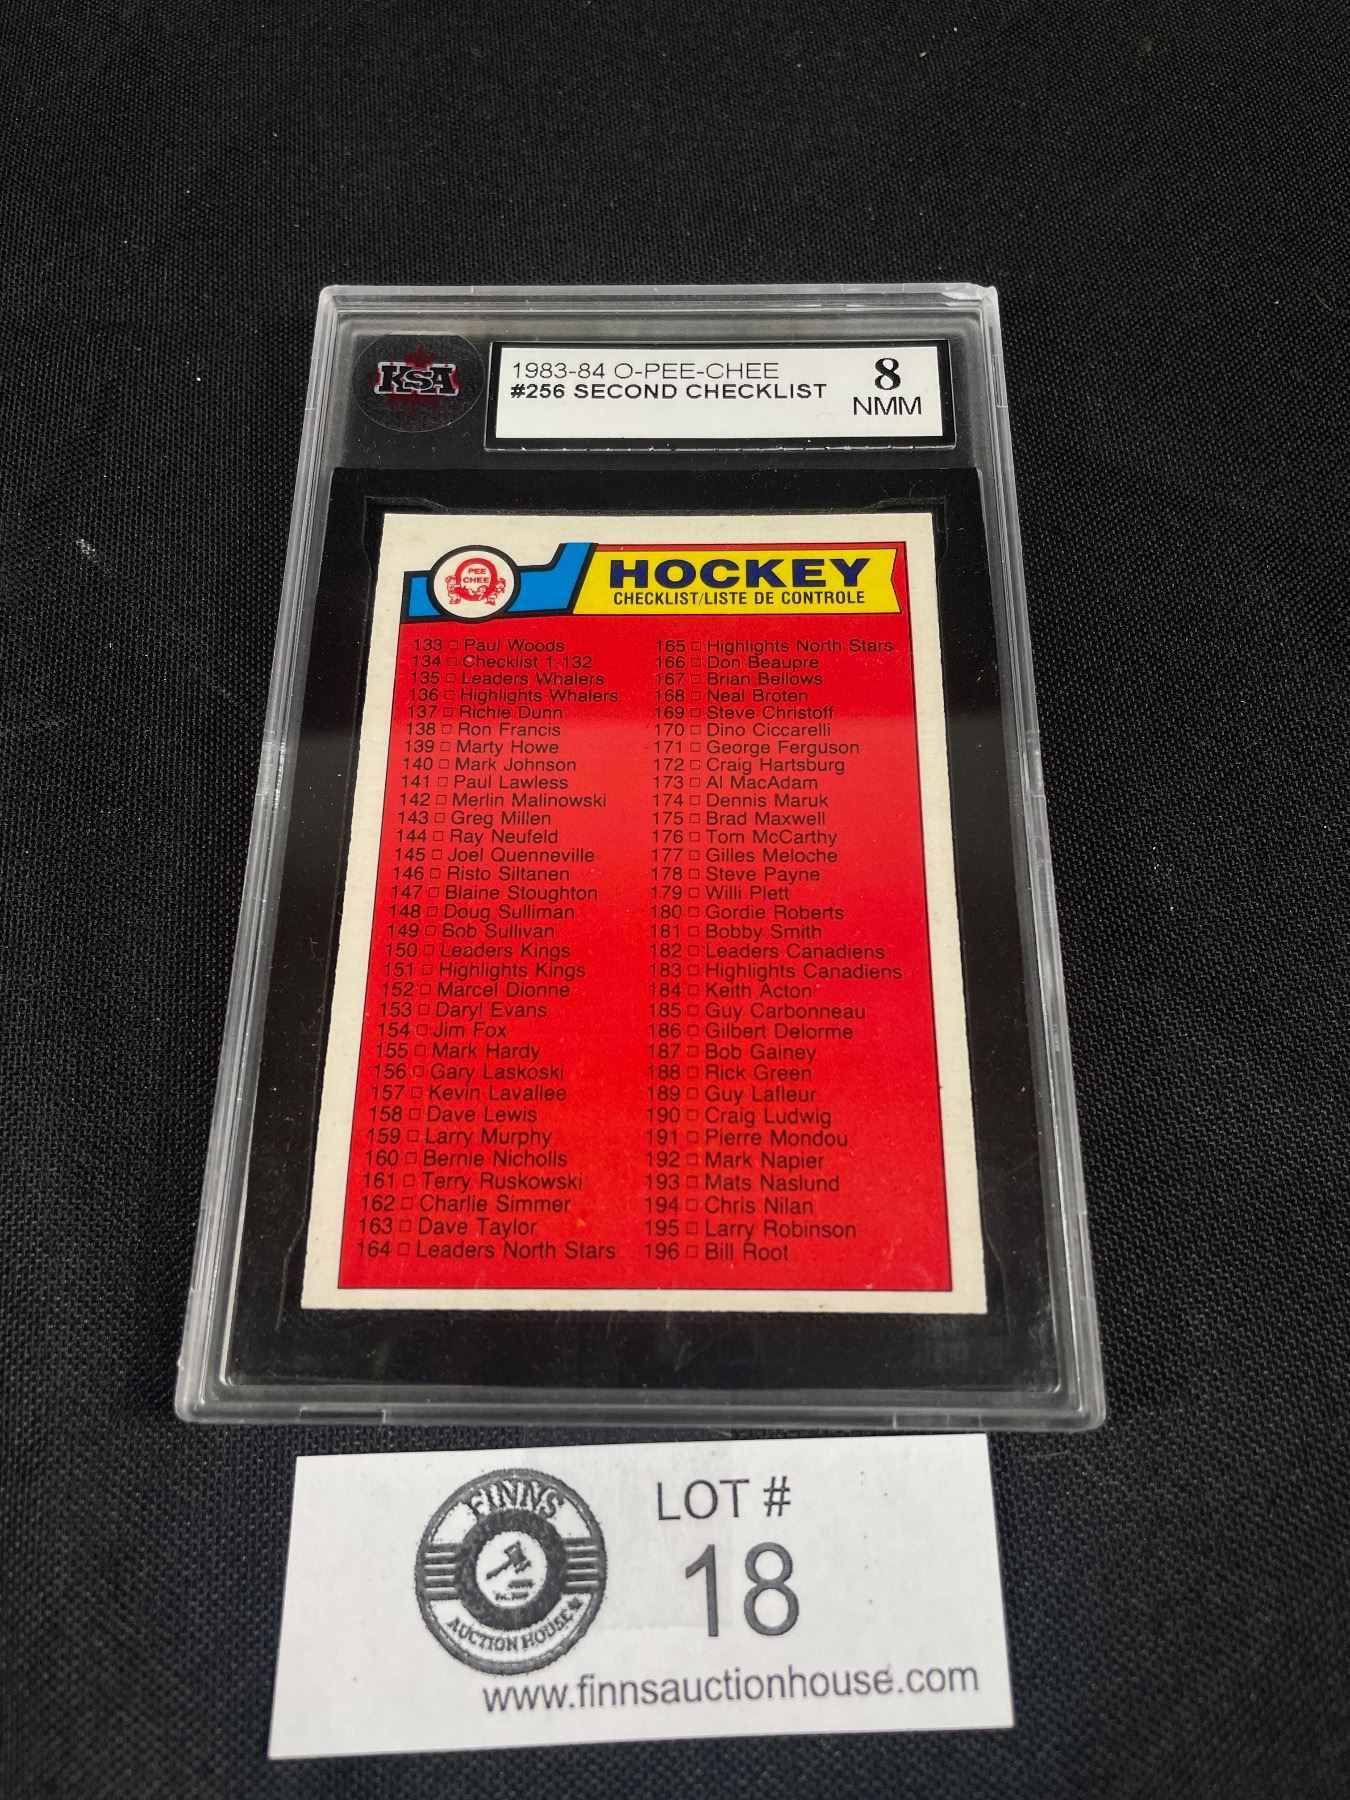 KSA
1983-84 O-PEE-CHEE
#256 SECOND CHECKLIST
8
NMM
PEE
CHEE
HOCKEY
CHECKLIST/LISTE DE CONTROLE
133 □ Paul Woods
134 □ Checklist 1-132
135 □ Leaders Whalers
136 □ Highlights Whalers
137 □ Richie Dunn
138 □ Ron Francis
139 □ Marty Howe
140 □ Mark Johnson
141 □ Paul Lawless
142 □ Merlin Malinowski
143 □ Greg Millen
144 □ Ray Neufeld
145 □ Joel Quenneville
146 □ Risto Siltanen
147 □ Blaine Stoughton
148 □ Doug Sulliman
149 □ Bob Sullivan
150 □ Leaders Kings
151 □ Highlights Kings
152 □ Marcel Dionne
153 □ Daryl Evans
154 □ Jim Fox
155 □ Mark Hardy
156 □ Gary Laskoski
157 □ Kevin Lavallee
158 □ Dave Lewis
159 □ Larry Murphy
160 □ Bernie Nicholls
161 □ Terry Ruskowski
162 □ Charlie Simmer
163 □ Dave Taylor
164 □ Leaders North Stars
165 □ Highlights North Stars
166 □ Don Beaupre
167 □ Brian Bellows
168 □ Neal Broten
169 □ Steve Christoff
170 □ Dino Ciccarelli
171 □ George Ferguson
172 □ Craig Hartsburg
173 □ Al MacAdam
174 □ Dennis Maruk
175 □ Brad Maxwell
176 □ Tom McCarthy
177 □ Gilles Meloche
178 □ Steve Payne
179 □ Willi Plett
180 □ Gordie Roberts
181 □ Bobby Smith
182 □ Leaders Canadiens
183 □ Highlights Canadiens
184 □ Keith Acton
185 □ Guy Carbonneau
186 □ Gilbert Delorme
187 □ Bob Gainey
188 □ Rick Green
189 □ Guy Lafleur
190 □ Craig Ludwig
191 □ Pierre Mondou
192 □ Mark Napier
193 □ Mats Naslund
194 □ Chris Nilan
195 □ Larry Robinson
196 □ Bill Root
FINNS
AUCTION HOUSE
LOT #
18
www.finnsauctionhouse.com